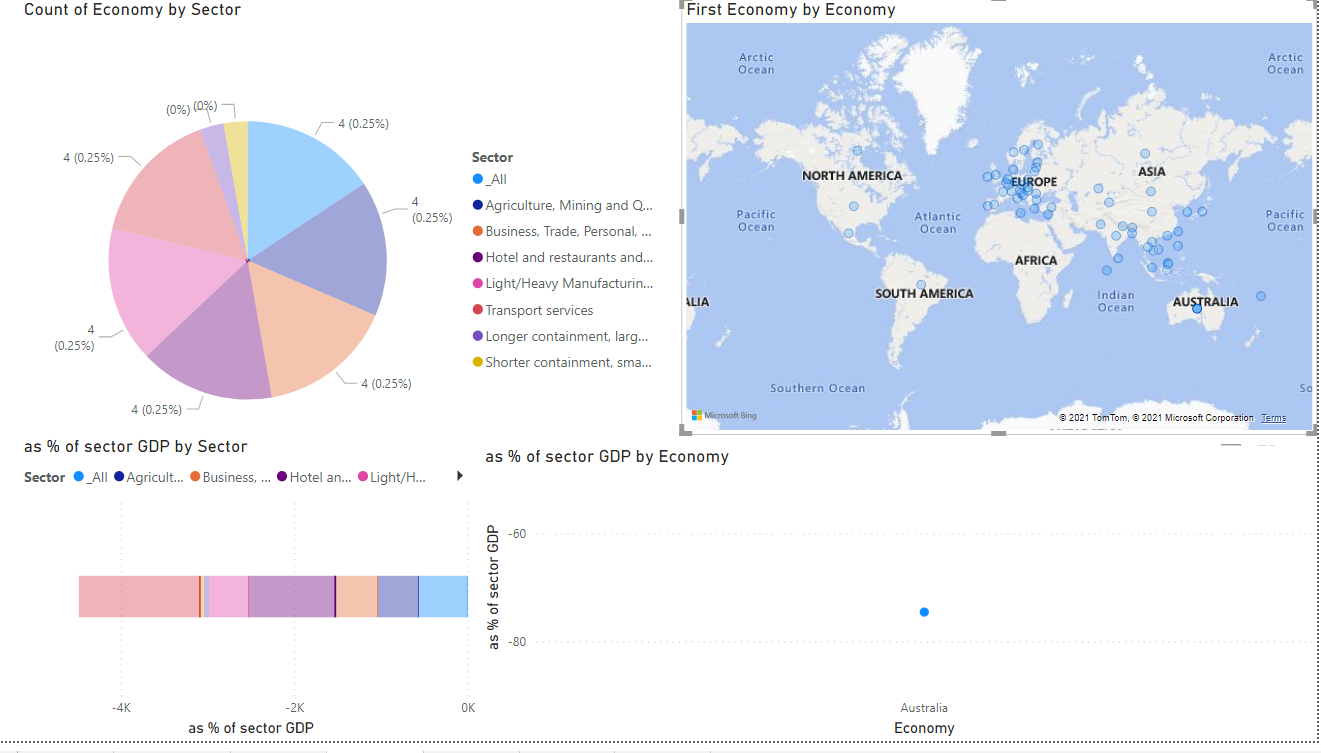 Count of Economy by Sector
(0%)
(0%)
4 (0.25%)
4 (0.25%)
4
(0.25%)
4
(0.25%)
4 (0.25%)
4 (0.25%)
Sector
_All
Agriculture, Mining and Q...
Business, Trade, Personal, ...
Hotel and restaurants and...
Light/Heavy Manufacturin...
Transport services
Longer containment, larg...
Shorter containment, sma...
First Economy by Economy
Arctic
Ocean
Arctic
Ocean
NORTH AMERICA
EUROPE
ASIA
Pacific
Ocean
Atlantic
Ocean
Pacific
Ocean
AFRICA
SOUTH AMERICA
Indian
Ocean
AUSTRALIA
ALIA
Southern Ocean
So
Microsoft Bing
© 2021 TomTom, © 2021 Microsoft Corporation Terms
as % of sector GDP by Sector
Sector _All Agricult... Business, ... Hotel an... Light/H...
-4K -2K 0K
as % of sector GDP
as % of sector GDP by Economy
as % of sector GDP
-60
-80
Australia
Economy